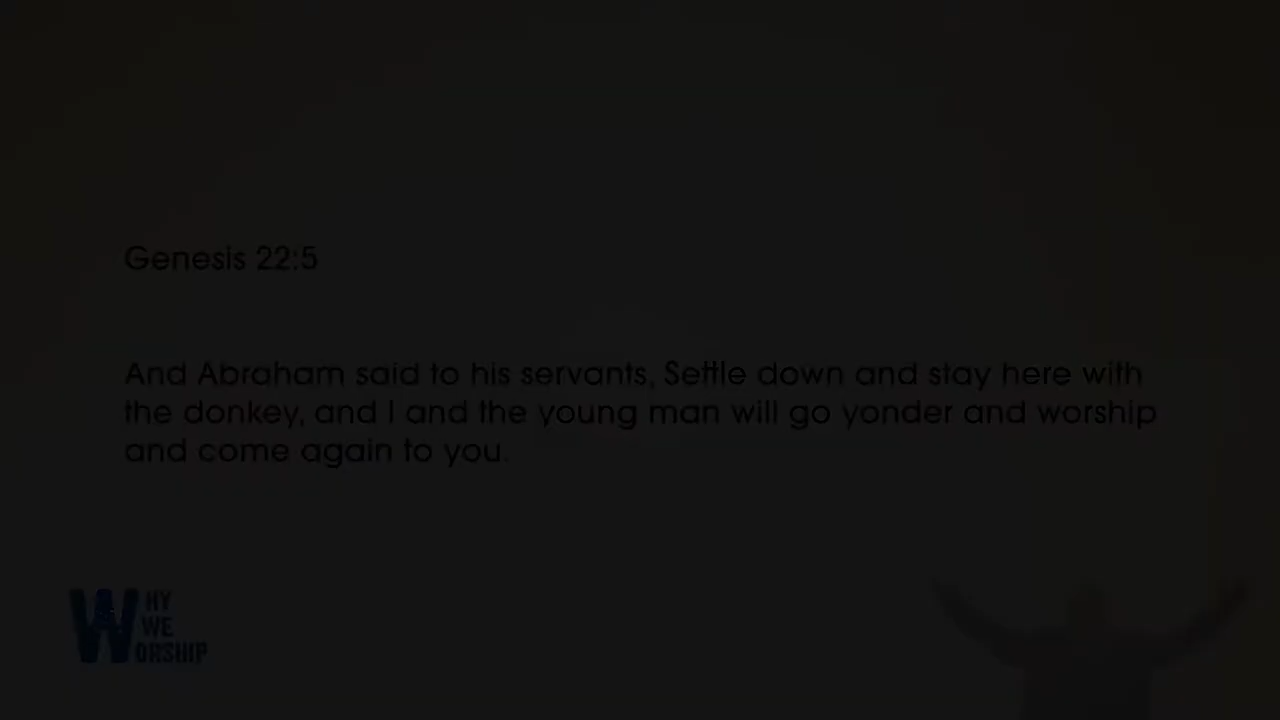 Genesis 22:5
And Abraham said to his servants, Settle down and stay here with
the donkey, and I and the young man will go yonder and worship
and come again to you.
WHY
WE
WORSHIP